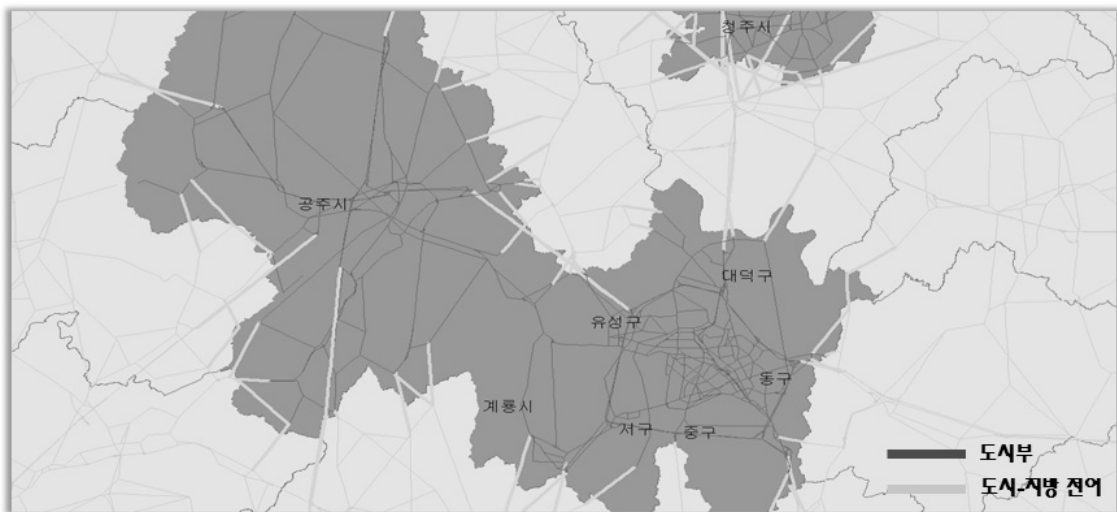 청주시
공주시
대덕구
유성구
동구
계룡시
서구
중구
도시부
도시-지방 전이